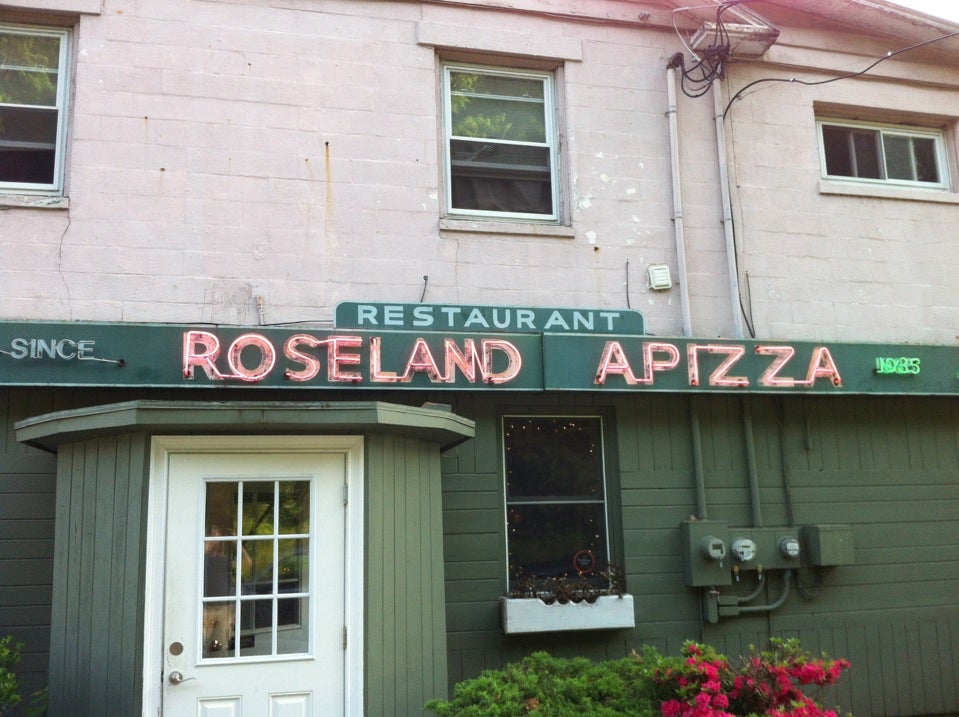 RESTAURANT
SINCE ROSELAND APIZZA 1935